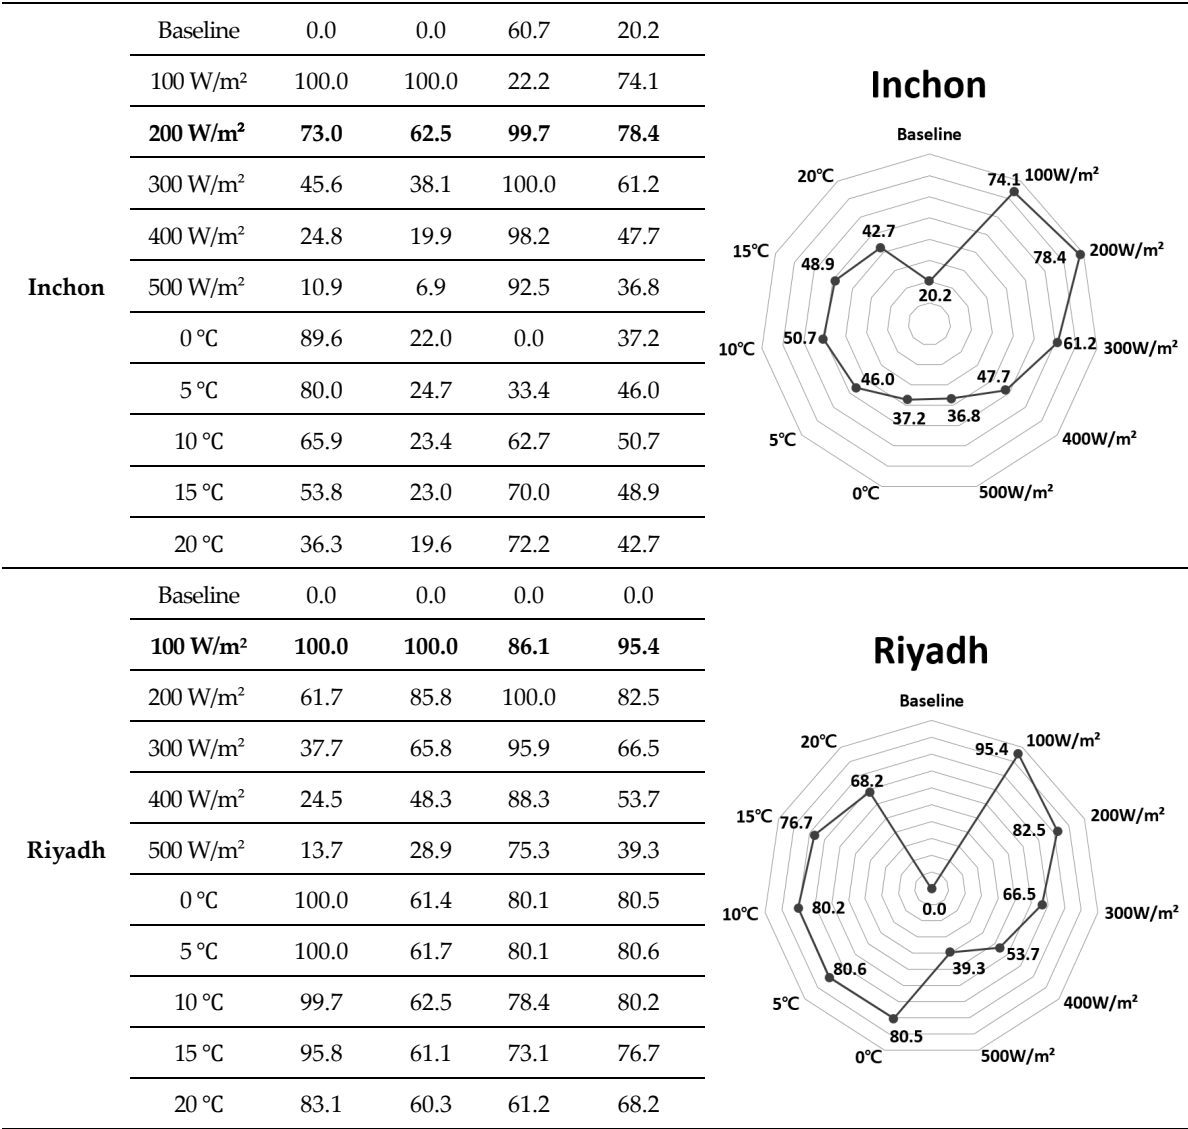 Baseline 0.0 0.0 60.7 20.2
100 W/m² 100.0 100.0 22.2 74.1
200 W/m² 73.0 62.5 99.7 78.4
300 W/m² 45.6 38.1 100.0 61.2
400 W/m² 24.8 19.9 98.2 47.7
Inchon 500 W/m² 10.9 6.9 92.5 36.8
0 °C 89.6 22.0 0.0 37.2
5 °C 80.0 24.7 33.4 46.0
10 °C 65.9 23.4 62.7 50.7
15 °C 53.8 23.0 70.0 48.9
20 °C 36.3 19.6 72.2 42.7
Inchon
Baseline
20℃ 74.1 100W/m²
42.7
15℃ 48.9 78.4 200W/m²
20.2
10℃ 50.7 61.2 300W/m²
46.0 47.7
37.2 36.8
5℃ 400W/m²
0℃ 500W/m²
Baseline 0.0 0.0 0.0 0.0
100 W/m² 100.0 100.0 86.1 95.4
200 W/m² 61.7 85.8 100.0 82.5
300 W/m² 37.7 65.8 95.9 66.5
400 W/m² 24.5 48.3 88.3 53.7
Riyadh 500 W/m² 13.7 28.9 75.3 39.3
0 °C 100.0 61.4 80.1 80.5
5 °C 100.0 61.7 80.1 80.6
10 °C 99.7 62.5 78.4 80.2
15 °C 95.8 61.1 73.1 76.7
20 °C 83.1 60.3 61.2 68.2
Riyadh
Baseline
20℃ 95.4 100W/m²
68.2
15℃ 76.7 82.5 200W/m²
66.5
10℃ 80.2 0.0 300W/m²
80.6 39.3 53.7
5℃ 400W/m²
80.5
0℃ 500W/m²